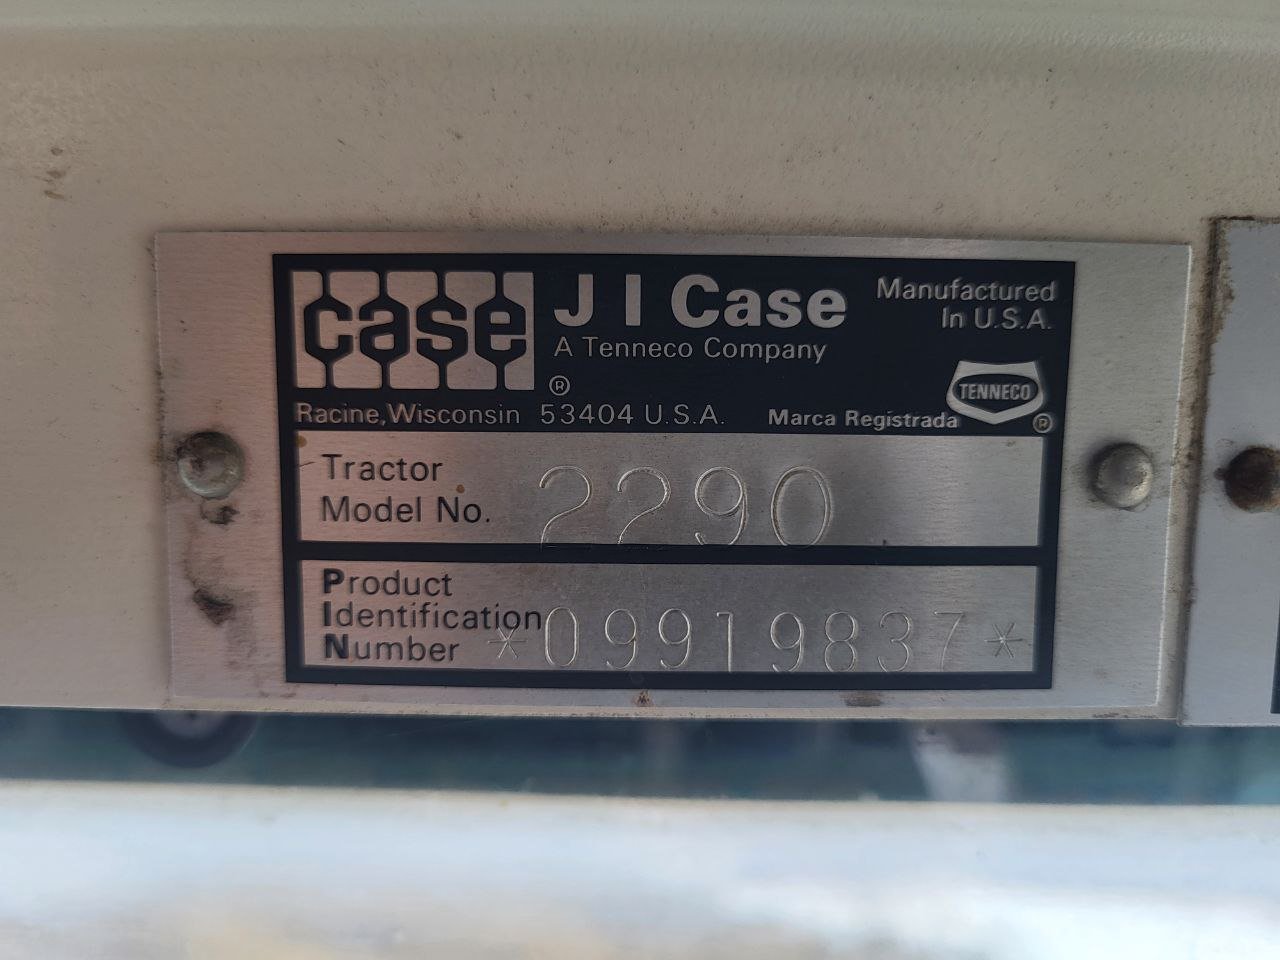 case
J I Case
A Tenneco Company
®
Manufactured
In U.S.A.
TENNECO
®
Racine, Wisconsin 53404 U.S.A.
Marca Registrada
Tractor
Model No. 2290
Product
Identification
Number *09919837*